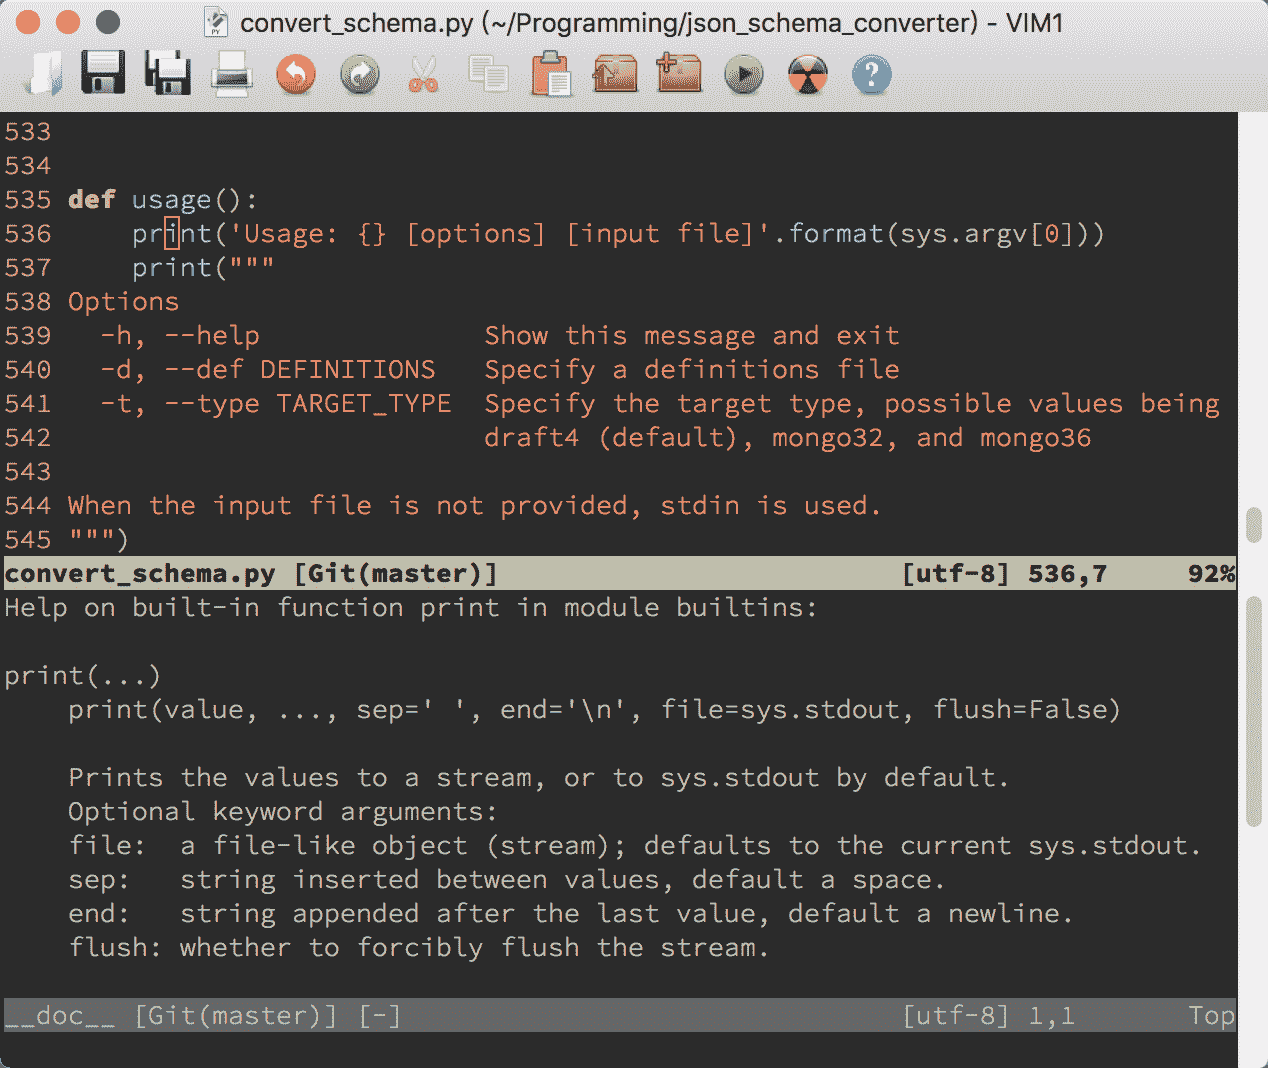 convert_schema.py (~/Programming/json_schema_converter) - VIM1
533
534
535 def usage():
536     print('Usage: {} [options] [input file]'.format(sys.argv[0]))
537     print("""
538 Options
539   -h, --help              Show this message and exit
540   -d, --def DEFINITIONS   Specify a definitions file
541   -t, --type TARGET_TYPE  Specify the target type, possible values being
542                           draft4 (default), mongo32, and mongo36
543
544 When the input file is not provided, stdin is used.
545 """)
convert_schema.py [Git(master)] [utf-8] 536,7 92%
Help on built-in function print in module builtins:
print(...)
    print(value, ..., sep=' ', end='\n', file=sys.stdout, flush=False)
    Prints the values to a stream, or to sys.stdout by default.
    Optional keyword arguments:
    file:  a file-like object (stream); defaults to the current sys.stdout.
    sep:   string inserted between values, default a space.
    end:   string appended after the last value, default a newline.
    flush: whether to forcibly flush the stream.
__doc__ [Git(master)] [-] [utf-8] 1,1 Top